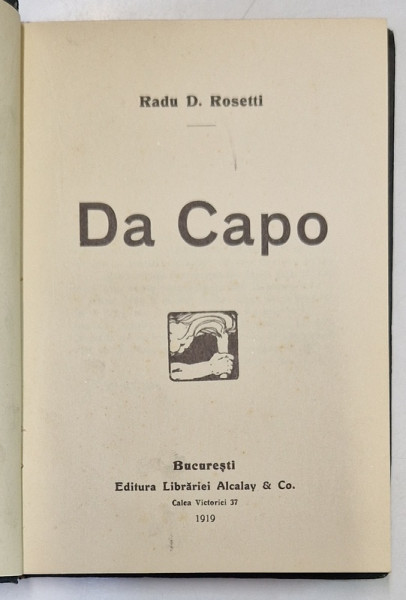 Radu D. Rosetti
Da Capo
Bucureşti
Editura Librăriei Alcalay & Co.
Calea Victoriei 37
1919